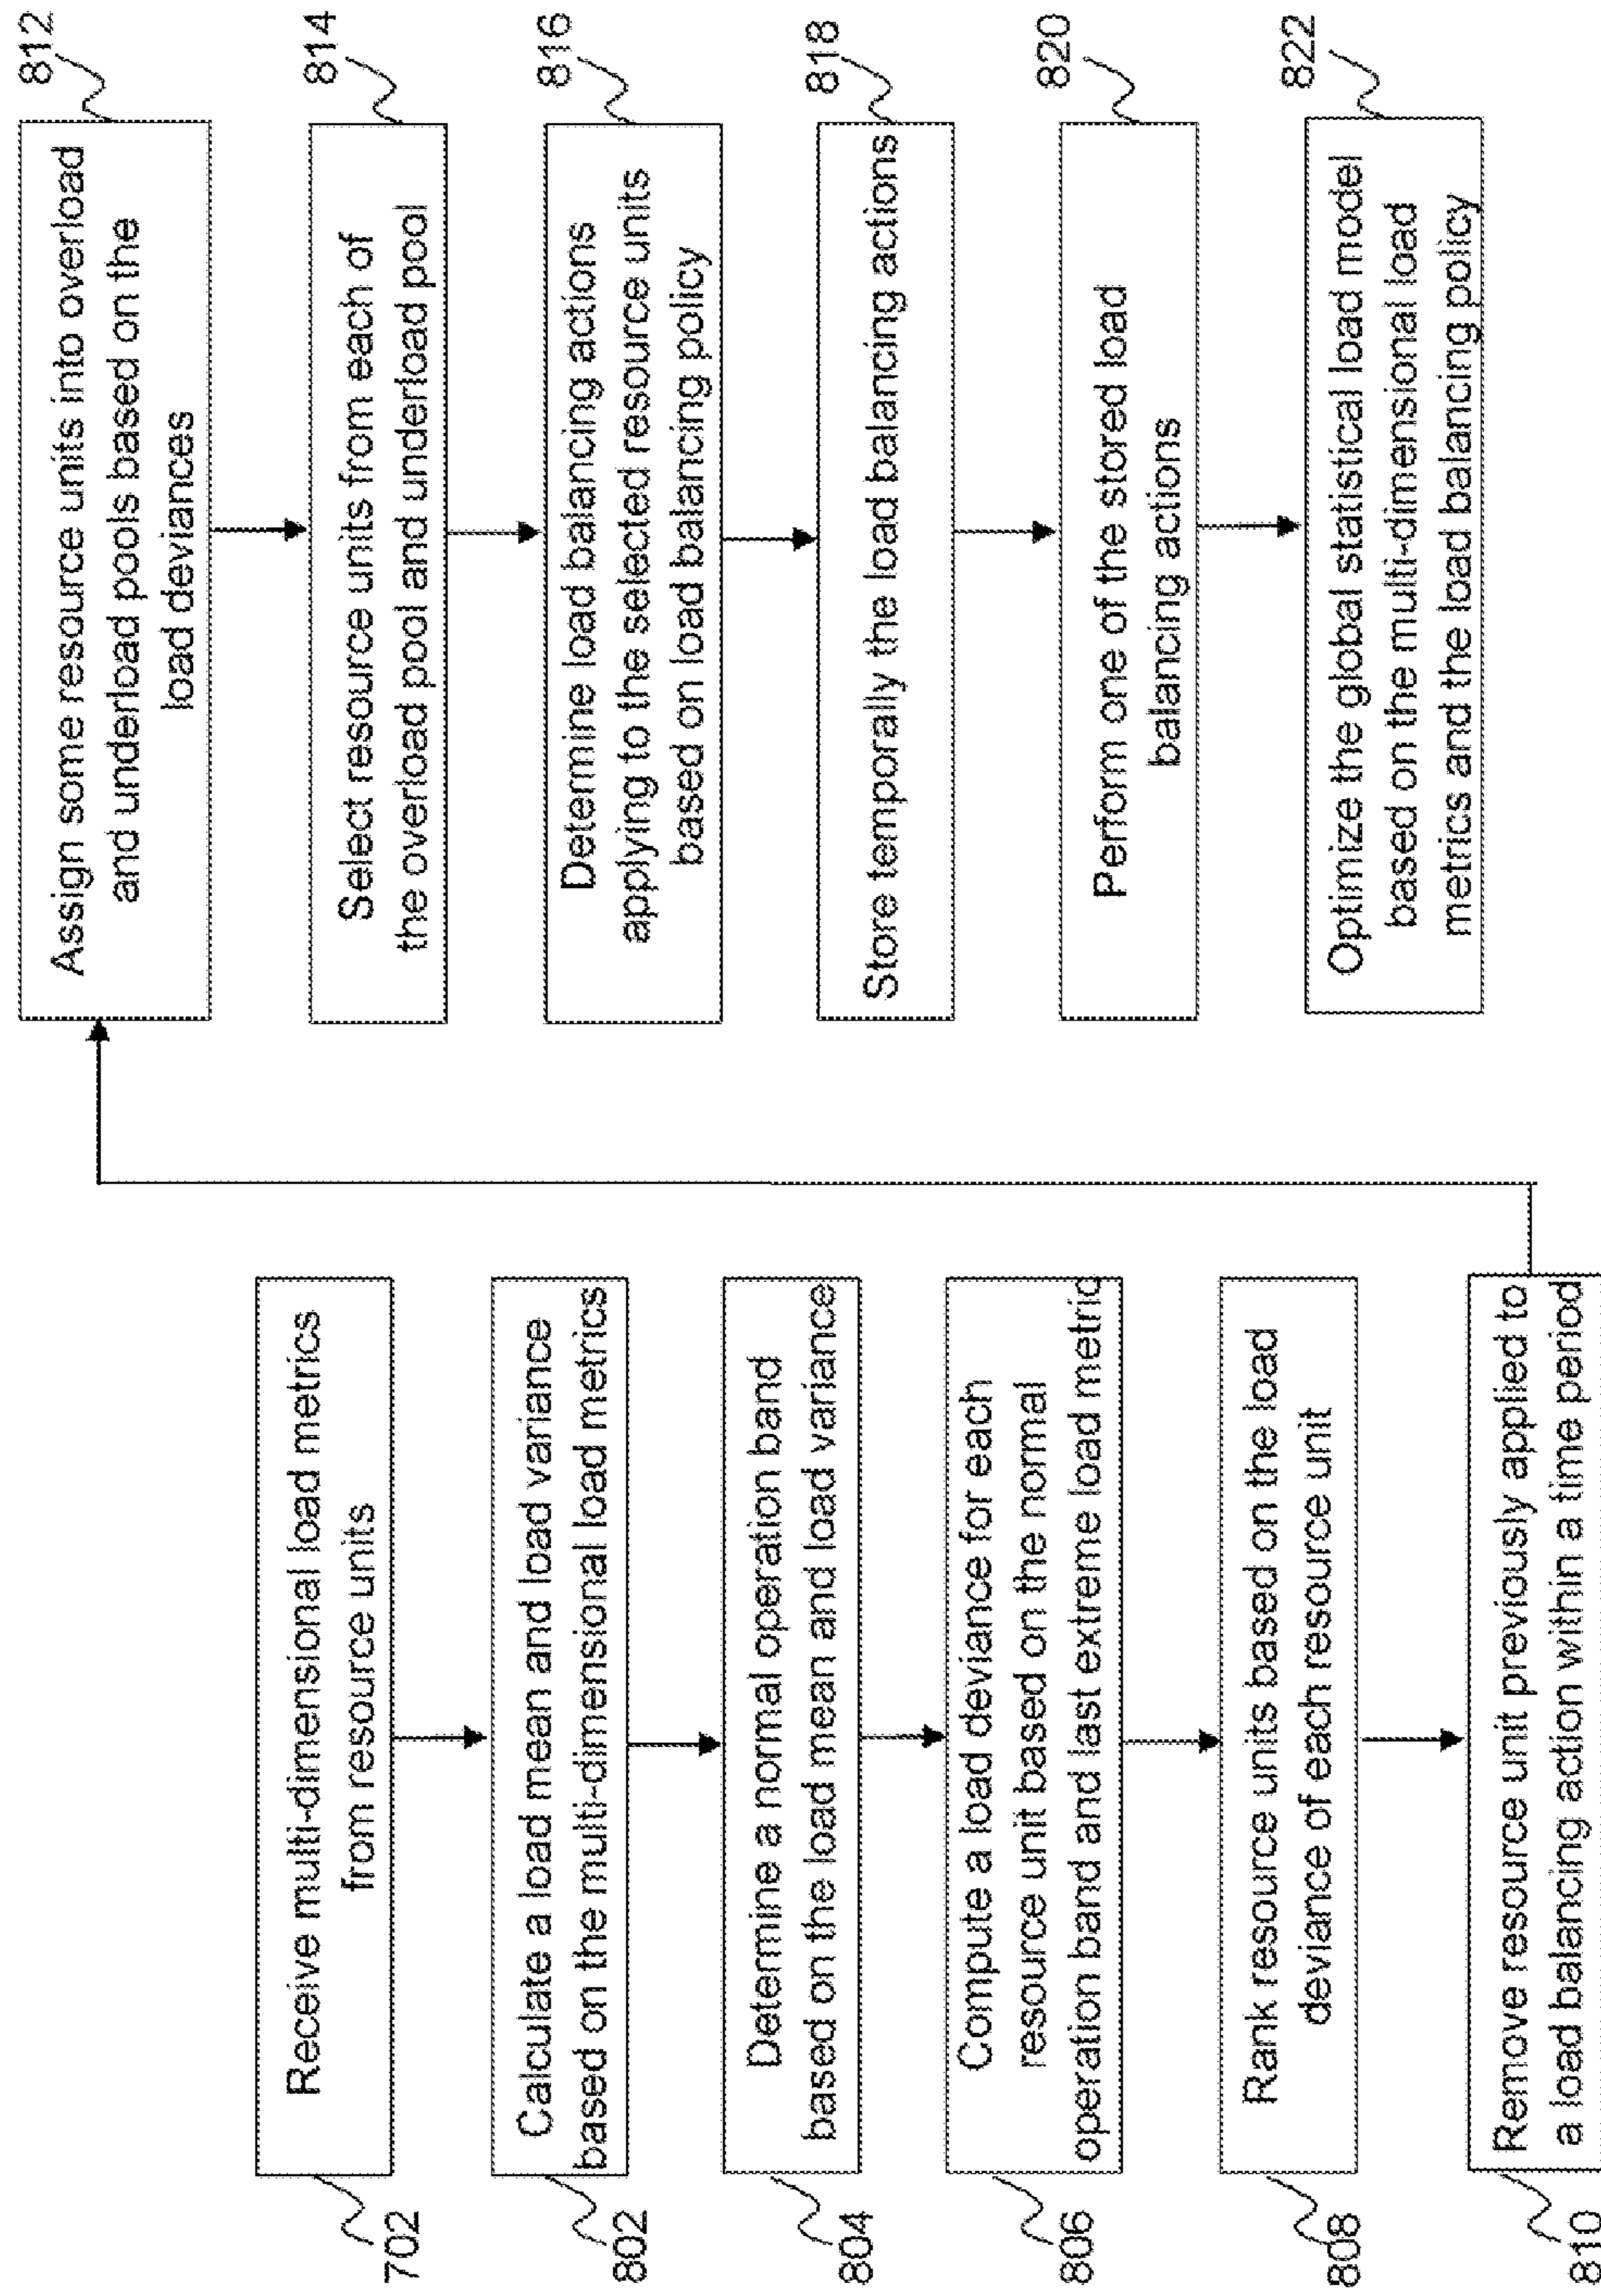 702
Receive multi-dimensional load metrics
from resource units
802
Calculate a load mean and load variance
based on the multi-dimensional load metrics
804
Determine a normal operation band
based on the load mean and load variance
806
Compute a load deviance for each
resource unit based on the normal
operation band and last extreme load metric
808
Rank resource units based on the load
deviance of each resource unit
810
Remove resource unit previously applied to
a load balancing action within a time period
812
Assign some resource units into overload
and underload pools based on the
load deviances
814
Select resource units from each of
the overload pool and underload pool
816
Determine load balancing actions
applying to the selected resource units
based on load balancing policy
818
Store temporally the load balancing actions
820
Perform one of the stored load
balancing actions
822
Optimize the global statistical load model
based on the multi-dimensional load
metrics and the load balancing policy